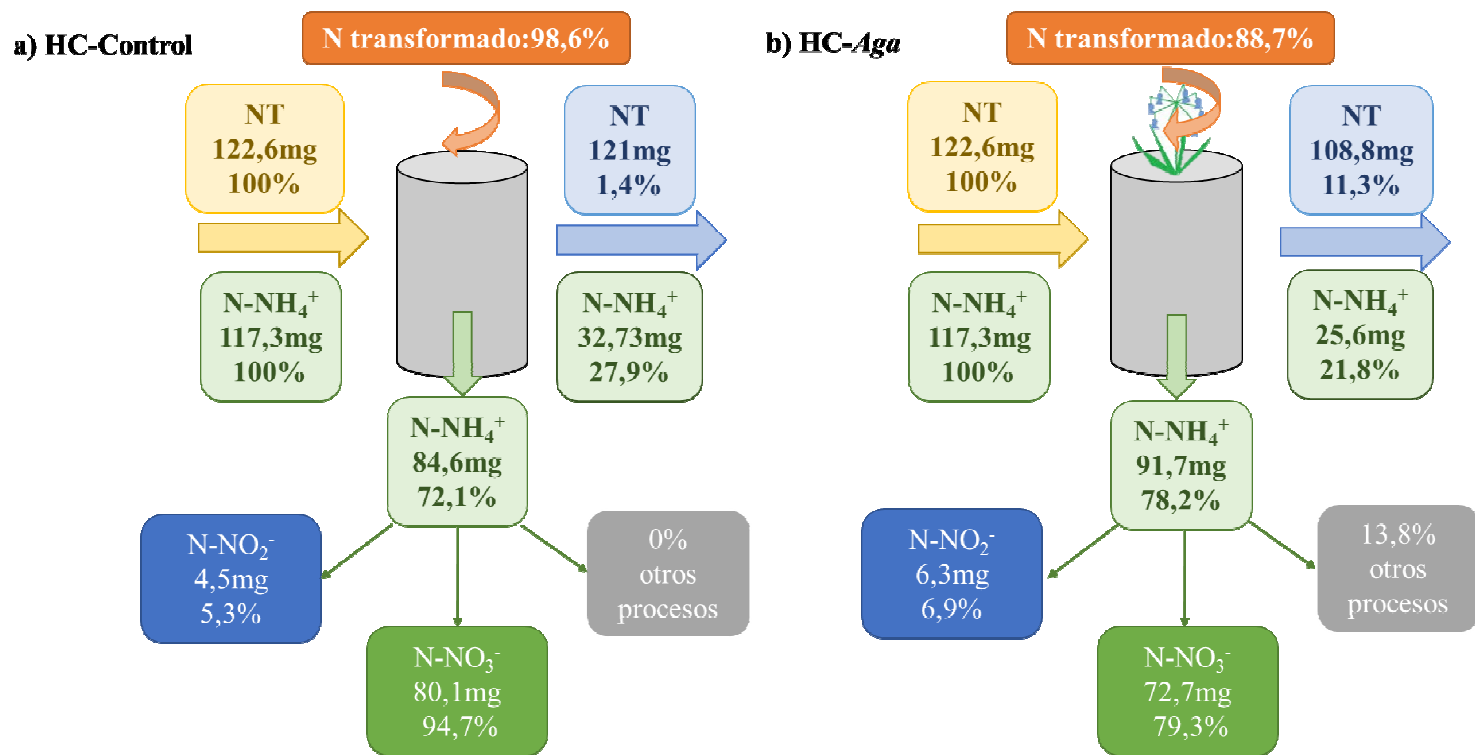 a) HC-Control
N transformado:98,6%
NT
122,6mg
100%
NT
121mg
1,4%
N-NH₄⁺
117,3mg
100%
N-NH₄⁺
32,73mg
27,9%
N-NH₄⁺
84,6mg
72,1%
N-NO₂⁻
4,5mg
5,3%
0%
otros
procesos
N-NO₃⁻
80,1mg
94,7%
b) HC-Aga
N transformado:88,7%
NT
122,6mg
100%
NT
108,8mg
11,3%
N-NH₄⁺
117,3mg
100%
N-NH₄⁺
25,6mg
21,8%
N-NH₄⁺
91,7mg
78,2%
N-NO₂⁻
6,3mg
6,9%
13,8%
otros
procesos
N-NO₃⁻
72,7mg
79,3%